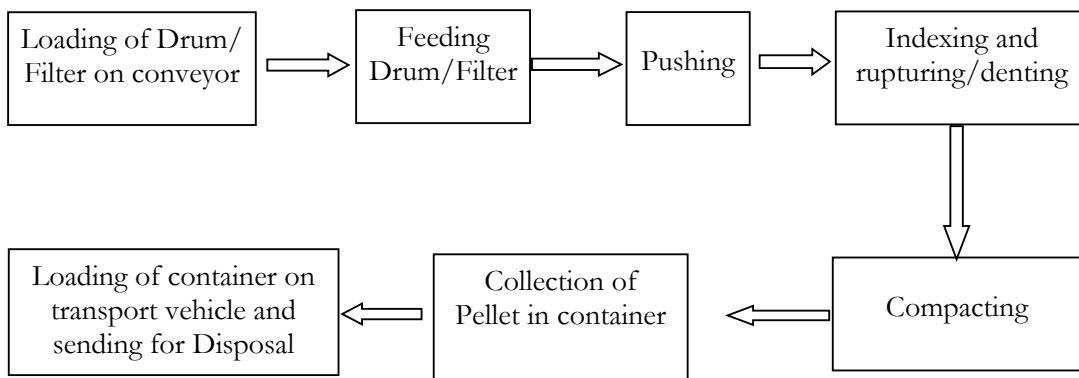 Loading of Drum/
Filter on conveyor
Feeding
Drum/Filter
Pushing
Indexing and
rupturing/denting
Compacting
Collection of
Pellet in container
Loading of container on
transport vehicle and
sending for Disposal